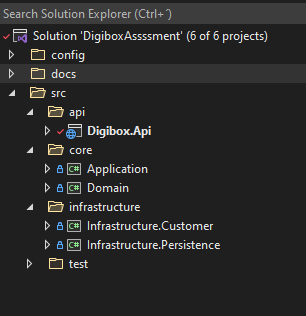 Search Solution Explorer (Ctrl+´)
Solution 'DigiboxAssssment' (6 of 6 projects)
config
docs
src
api
Digibox.Api
core
C# Application
C# Domain
infrastructure
C# Infrastructure.Customer
C# Infrastructure.Persistence
test